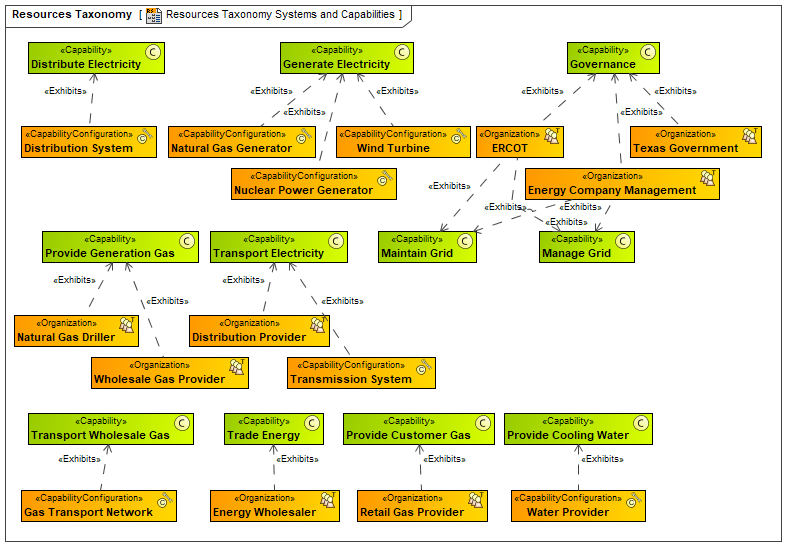 Resources Taxonomy [ Resources Taxonomy Systems and Capabilities ]
«Capability»
Distribute Electricity
«Capability»
Generate Electricity
«Capability»
Governance
«Exhibits»
«Exhibits»
«Exhibits»
«Exhibits»
«Exhibits»
«Exhibits»
«Exhibits»
«CapabilityConfiguration»
Distribution System
«CapabilityConfiguration»
Natural Gas Generator
«CapabilityConfiguration»
Wind Turbine
«Organization»
ERCOT
«Organization»
Texas Government
«CapabilityConfiguration»
Nuclear Power Generator
«Organization»
Energy Company Management
«Exhibits»
«Exhibits»
«Exhibits»
«Exhibits»
«Capability»
Provide Generation Gas
«Capability»
Transport Electricity
«Capability»
Maintain Grid
«Capability»
Manage Grid
«Exhibits»
«Exhibits»
«Exhibits»
«Exhibits»
«Organization»
Natural Gas Driller
«Organization»
Distribution Provider
«Organization»
Wholesale Gas Provider
«CapabilityConfiguration»
Transmission System
«Capability»
Transport Wholesale Gas
«Capability»
Trade Energy
«Capability»
Provide Customer Gas
«Capability»
Provide Cooling Water
«Exhibits»
«Exhibits»
«Exhibits»
«Exhibits»
«CapabilityConfiguration»
Gas Transport Network
«Organization»
Energy Wholesaler
«Organization»
Retail Gas Provider
«CapabilityConfiguration»
Water Provider